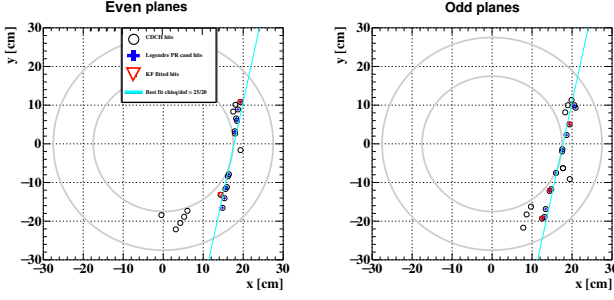 Even planes
Odd planes
y [cm]
30
20
10
0
−10
−20
−30
CDCH hits
Legendre PR cand hits
KF fitted hits
Best fit chisq/dof = 25/20
−30
−20
−10
0
10
20
30
x [cm]
y [cm]
30
20
10
0
−10
−20
−30
−30
−20
−10
0
10
20
30
x [cm]